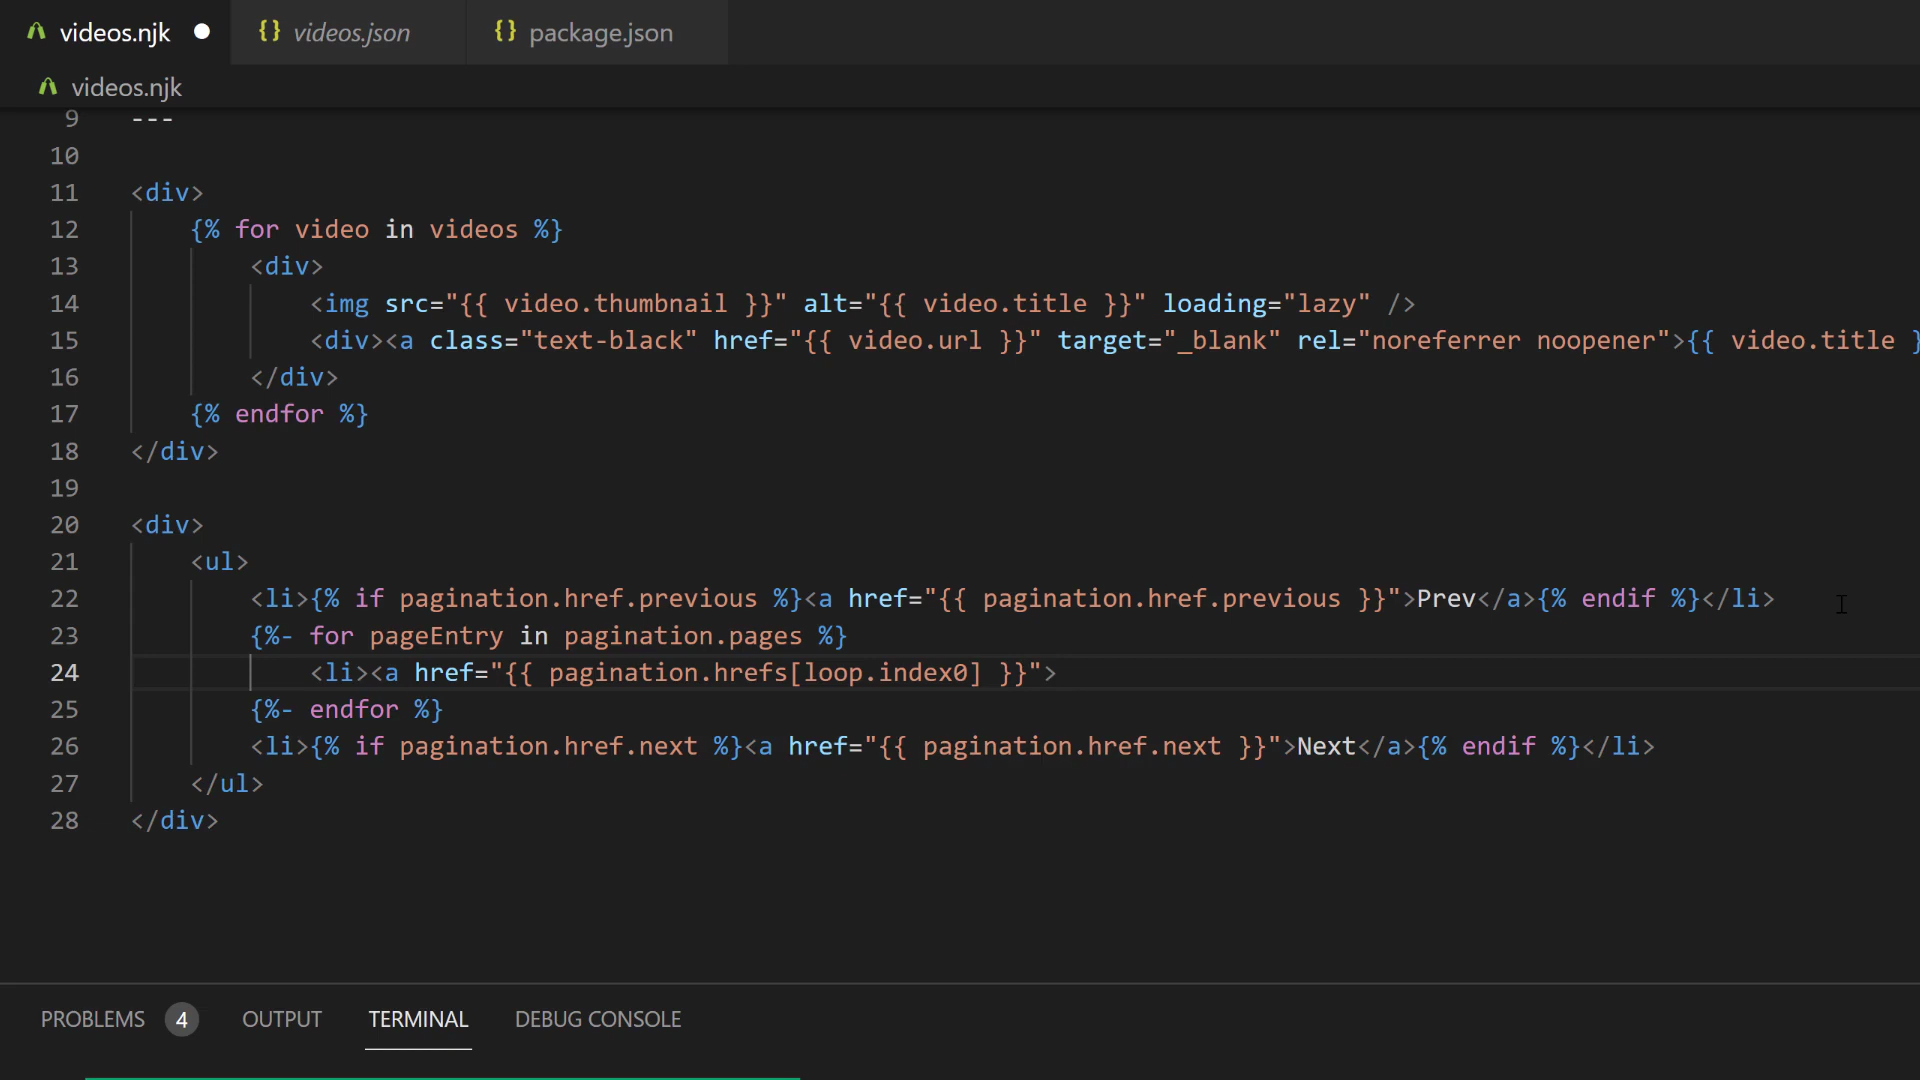 videos.njk
videos.json
package.json
videos.njk
9 ---
10
11 <div>
12 {% for video in videos %}
13 <div>
14 <img src="{{ video.thumbnail }}" alt="{{ video.title }}" loading="lazy" />
15 <div><a class="text-black" href="{{ video.url }}" target="_blank" rel="noreferrer noopener">{{ video.title }
16 </div>
17 {% endfor %}
18 </div>
19
20 <div>
21 <ul>
22 <li>{% if pagination.href.previous %}<a href="{{ pagination.href.previous }}">Prev</a>{% endif %}</li>
23 {%- for pageEntry in pagination.pages %}
24 <li><a href="{{ pagination.hrefs[loop.index0] }}">
25 {%- endfor %}
26 <li>{% if pagination.href.next %}<a href="{{ pagination.href.next }}">Next</a>{% endif %}</li>
27 </ul>
28 </div>
PROBLEMS 4 OUTPUT TERMINAL DEBUG CONSOLE